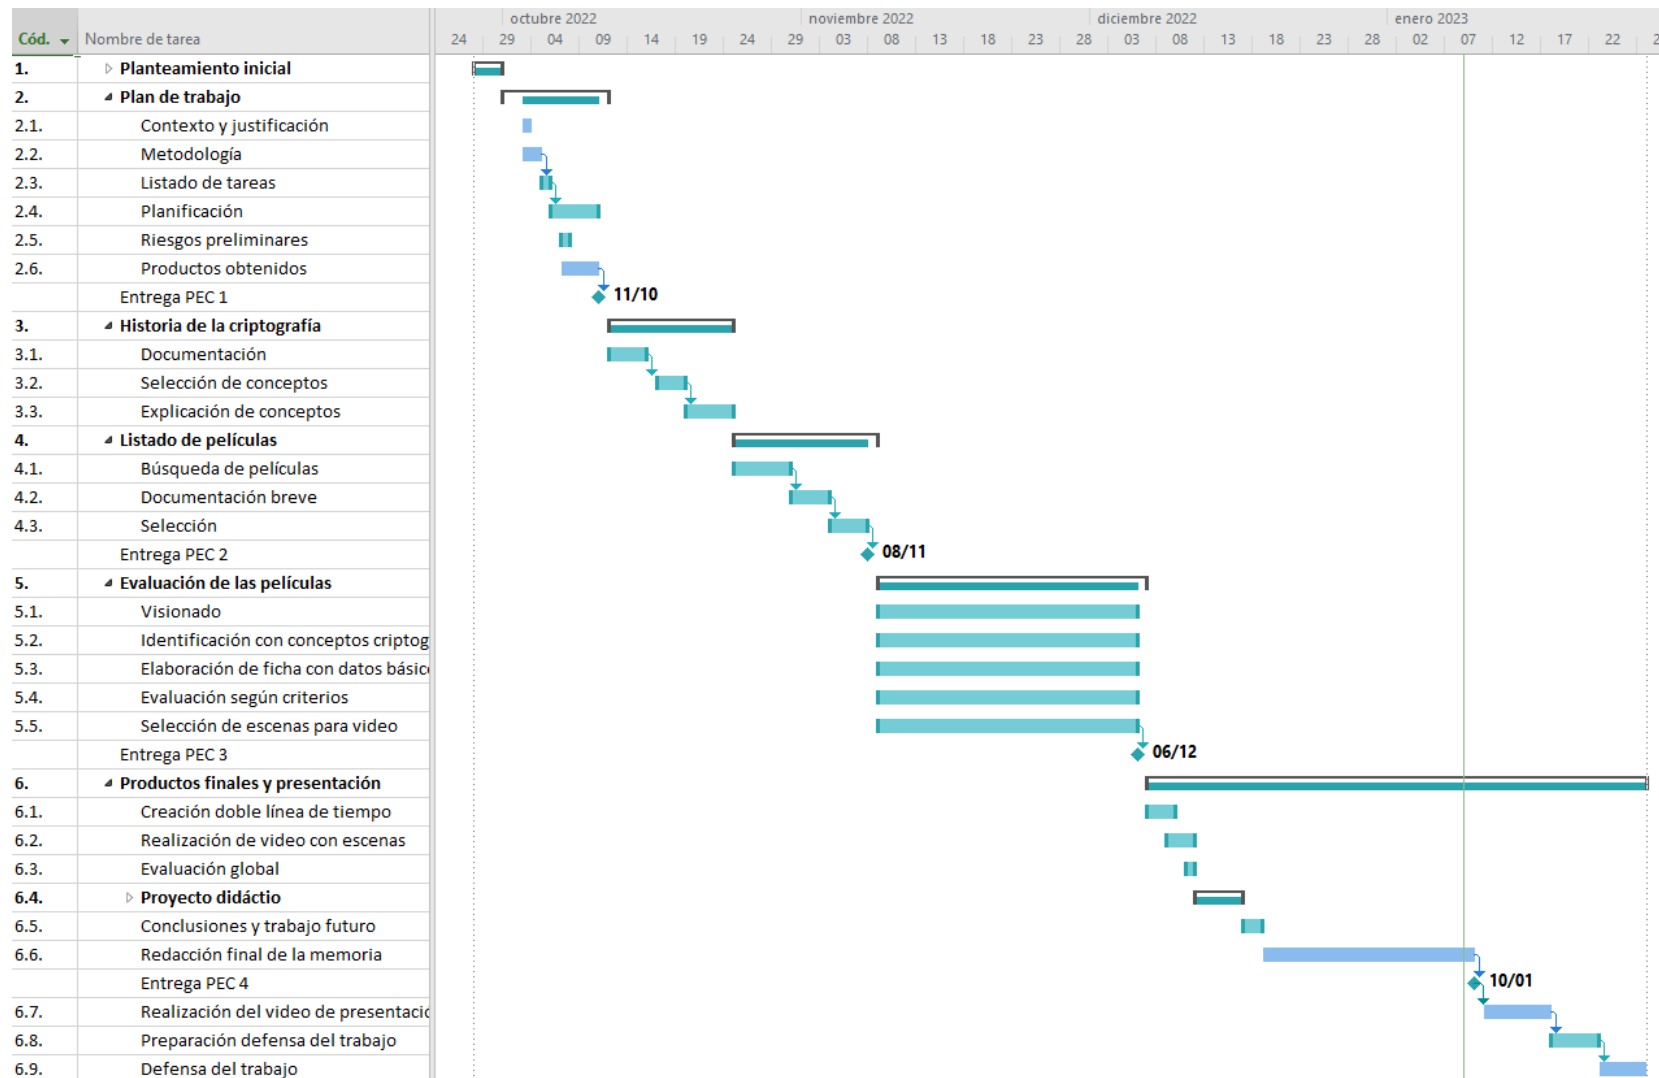 octubre 2022 noviembre 2022 diciembre 2022 enero 2023
Cód. Nombre de tarea 24 29 04 09 14 19 24 29 03 08 13 18 23 28 03 08 13 18 23 28 02 07 12 17 22 2
1. Planteamiento inicial
2. Plan de trabajo
2.1. Contexto y justificación
2.2. Metodología
2.3. Listado de tareas
2.4. Planificación
2.5. Riesgos preliminares
2.6. Productos obtenidos
Entrega PEC 1 11/10
3. Historia de la criptografía
3.1. Documentación
3.2. Selección de conceptos
3.3. Explicación de conceptos
4. Listado de películas
4.1. Búsqueda de películas
4.2. Documentación breve
4.3. Selección
Entrega PEC 2 08/11
5. Evaluación de las películas
5.1. Visionado
5.2. Identificación con conceptos criptog
5.3. Elaboración de ficha con datos básic
5.4. Evaluación según criterios
5.5. Selección de escenas para video
Entrega PEC 3 06/12
6. Productos finales y presentación
6.1. Creación doble línea de tiempo
6.2. Realización de video con escenas
6.3. Evaluación global
6.4. Proyecto didáctio
6.5. Conclusiones y trabajo futuro
6.6. Redacción final de la memoria
Entrega PEC 4 10/01
6.7. Realización del video de presentació
6.8. Preparación defensa del trabajo
6.9. Defensa del trabajo